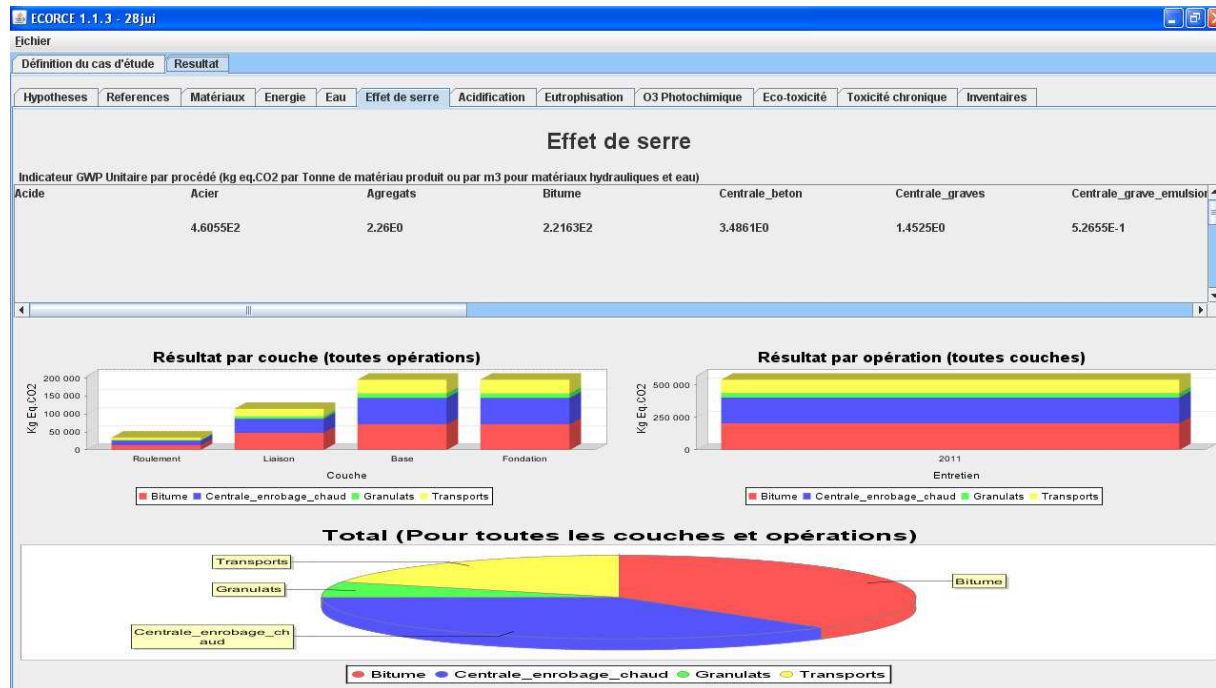 ECORCE 1.1.3 - 28jui
Fichier
Définition du cas d'étude Resultat
Hypotheses References Matériaux Energie Eau Effet de serre Acidification Eutrophisation O3 Photochimique Eco-toxicité Toxicité chronique Inventaires
Effet de serre
Indicateur GWP Unitaire par procédé (kg eq.CO2 par Tonne de matériau produit ou par m3 pour matériaux hydrauliques et eau)
Acide Acier Agregats Bitume Centrale_beton Centrale_graves Centrale_grave_emulsion
4.6055E2 2.26E0 2.2163E2 3.4861E0 1.4525E0 5.2655E-1
Résultat par couche (toutes opérations)
Kg Eq.CO2
200 000
150 000
100 000
50 000
0
Roulement Liaison Base Fondation
Couche
Bitume Centrale_enrobage_chaud Granulats Transports
Résultat par opération (toutes couches)
Kg Eq.CO2
500 000
250 000
0
2011
Entretien
Bitume Centrale_enrobage_chaud Granulats Transports
Total (Pour toutes les couches et opérations)
Transports
Bitume
Granulats
Centrale_enrobage_ch
aud
Bitume Centrale_enrobage_chaud Granulats Transports